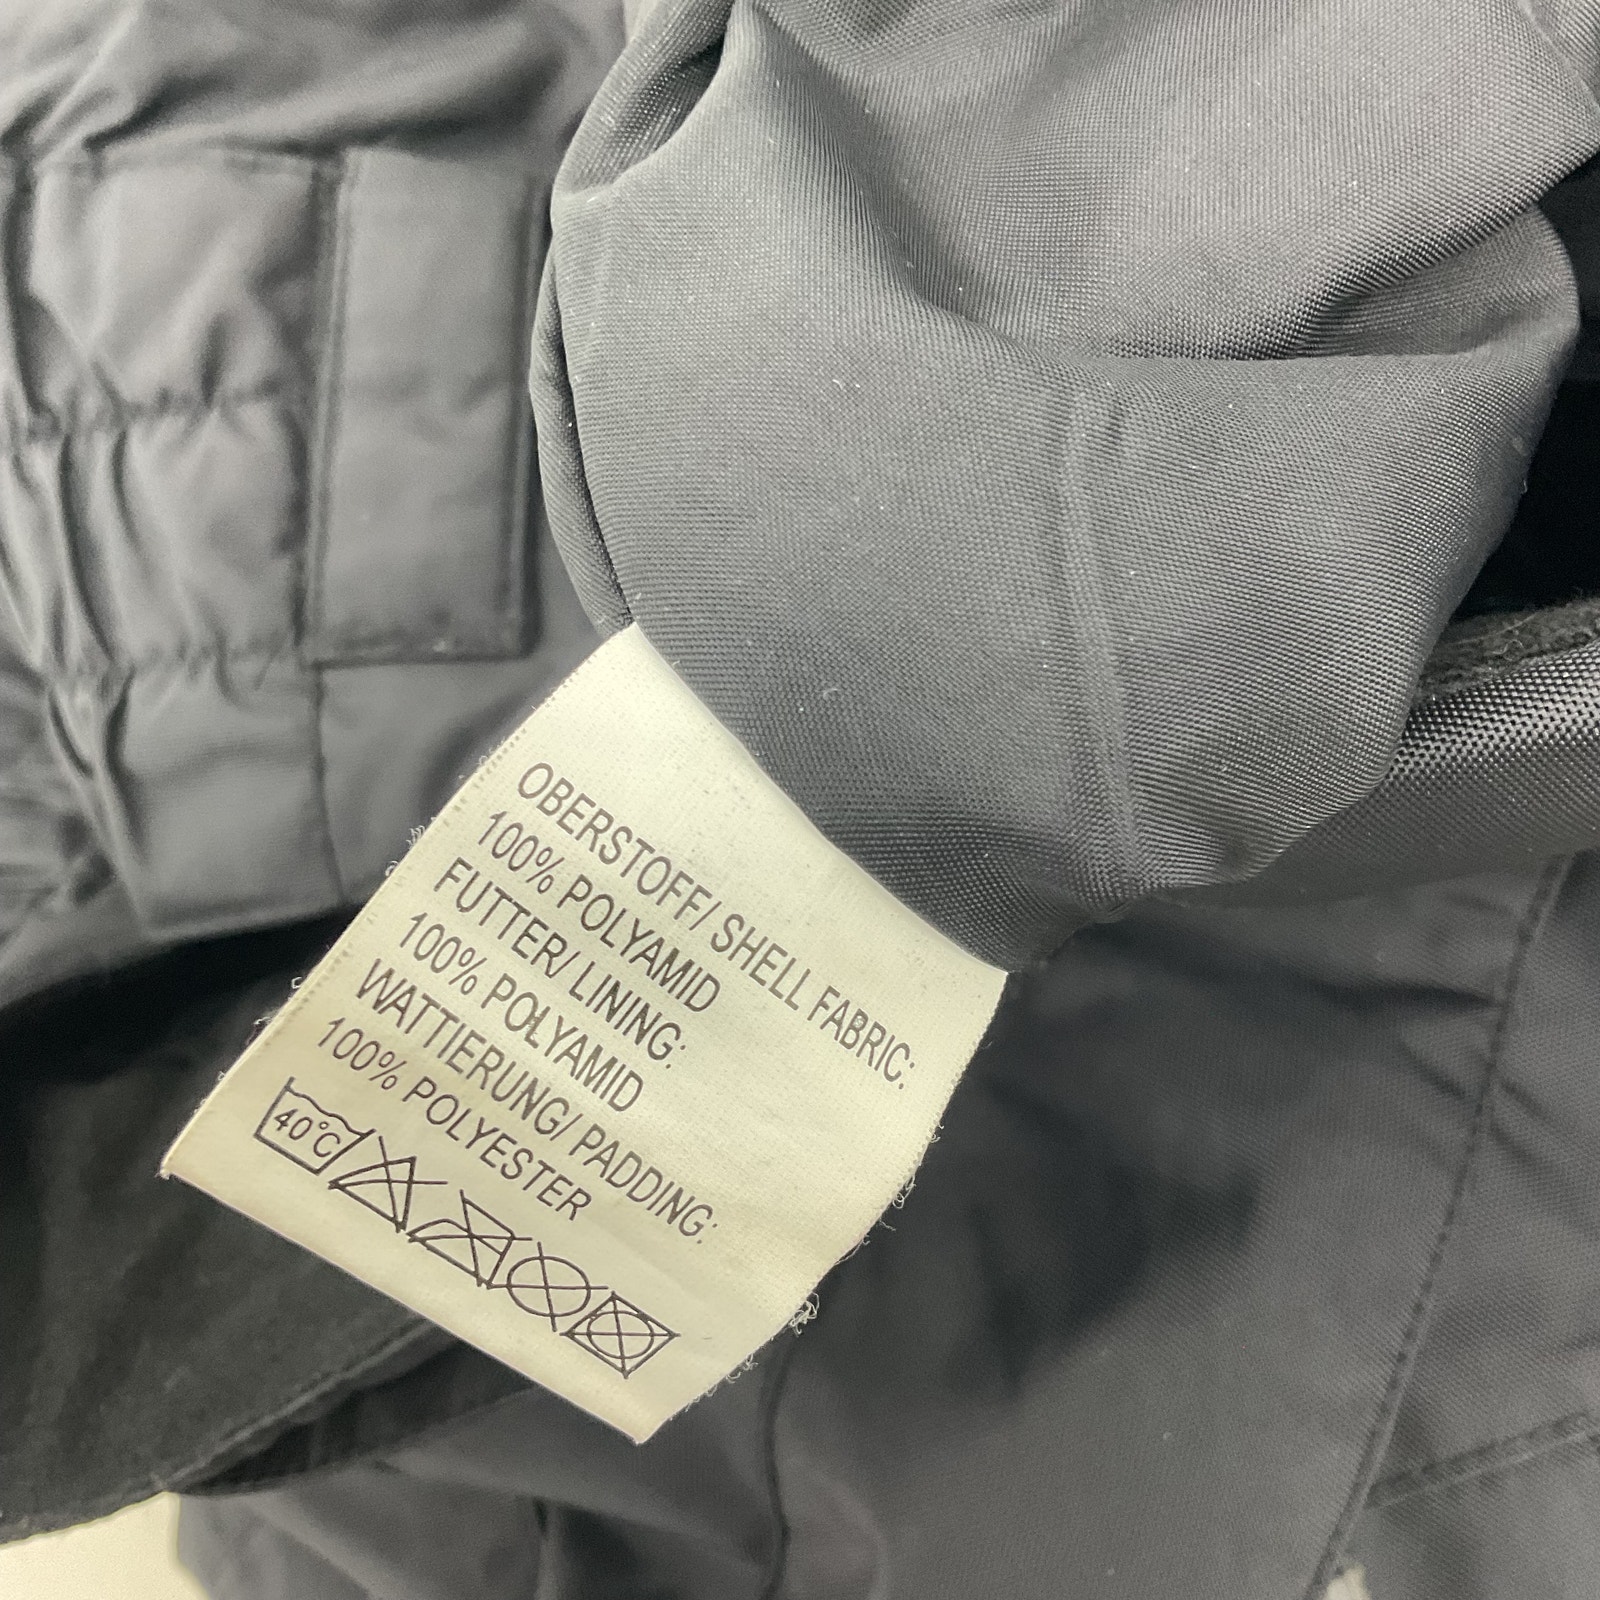 OBERSTOFF/ SHELL FABRIC:
100% POLYAMID
FUTTER/ LINING:
100% POLYAMID
WATTIERUNG/ PADDING:
100% POLYESTER
40°C